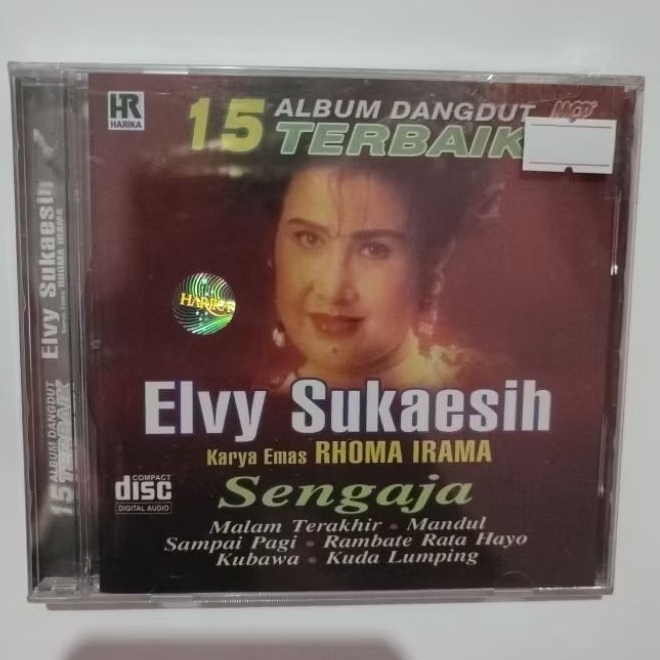 HR
HARIKA
15 ALBUM DANGDUT
TERBAIK
MCP
HARIKA
Elvy Sukaesih
Karya Emas RHOMA IRAMA
COMPACT
disc
DIGITAL AUDIO
Sengaja
Malam Terakhir • Mandul
Sampai Pagi • Rambate Rata Hayo
Kubawa • Kuda Lumping
15 ALBUM DANGDUT
TERBAIK
Elvy Sukaesih
Karya Emas RHOMA IRAMA